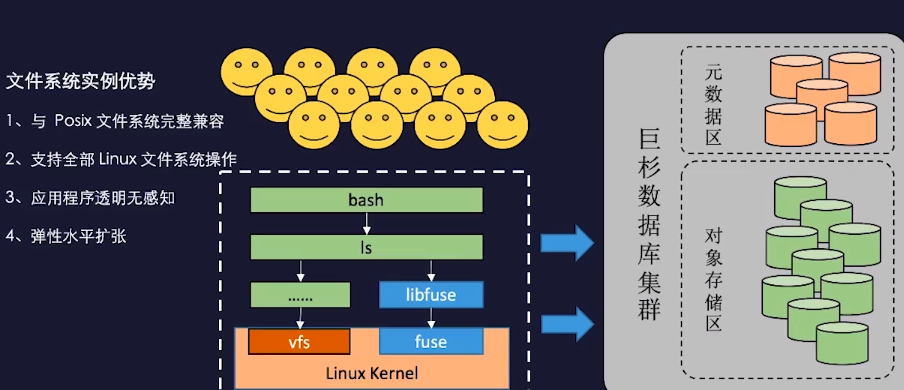 文件系统实例优势
1、与 Posix 文件系统完整兼容
2、支持全部 Linux 文件系统操作
3、应用程序透明无感知
4、弹性水平扩张
bash
ls
......
libfuse
vfs
fuse
Linux Kernel
巨杉数据库集群
元数据区
对象存储区